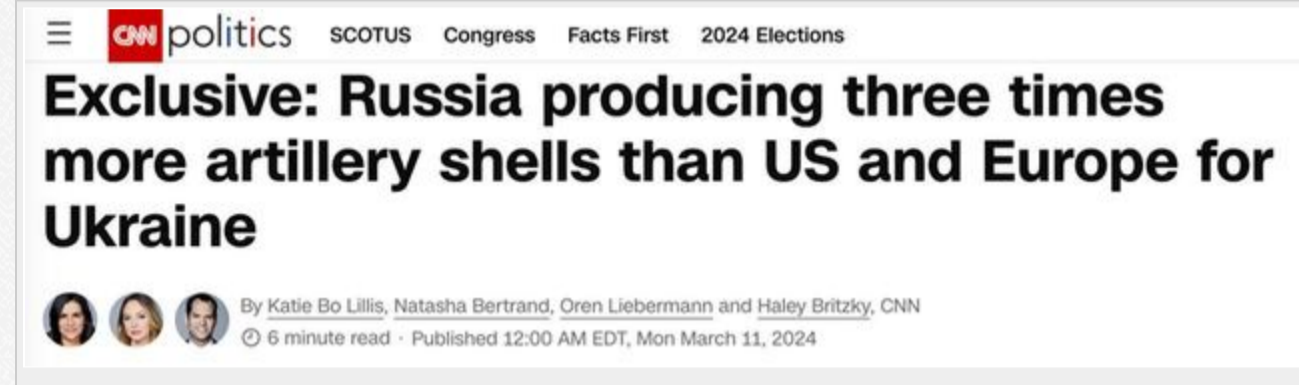 CNN politics SCOTUS Congress Facts First 2024 Elections
Exclusive: Russia producing three times
more artillery shells than US and Europe for
Ukraine
By Katie Bo Lillis, Natasha Bertrand, Oren Liebermann and Haley Britzky, CNN
6 minute read · Published 12:00 AM EDT, Mon March 11, 2024